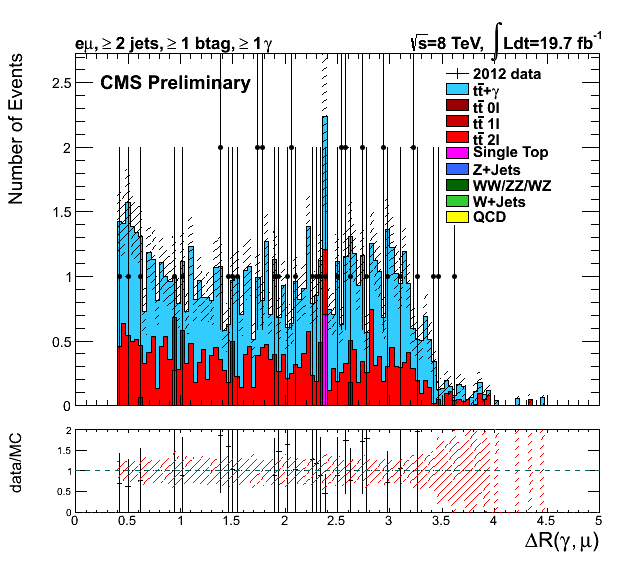 eμ, ≥ 2 jets, ≥ 1 btag, ≥ 1 γ
√s=8 TeV, ∫ Ldt=19.7 fb⁻¹
CMS Preliminary
2012 data
tt̄+γ
tt̄ 0l
tt̄ 1l
tt̄ 2l
Single Top
Z+Jets
WW/ZZ/WZ
W+Jets
QCD
Number of Events
2.5
2
1.5
1
0.5
0
data/MC
2
1.5
1
0.5
0
0 0.5 1 1.5 2 2.5 3 3.5 4 4.5 5
ΔR(γ, μ)